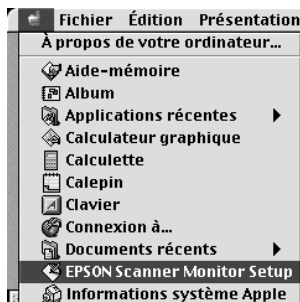 Fichier Édition Présentation
À propos de votre ordinateur...
Aide-mémoire
Album
Applications récentes
Calculateur graphique
Calculette
Calepin
Clavier
Connexion à...
Documents récents
EPSON Scanner Monitor Setup
Informations système Apple